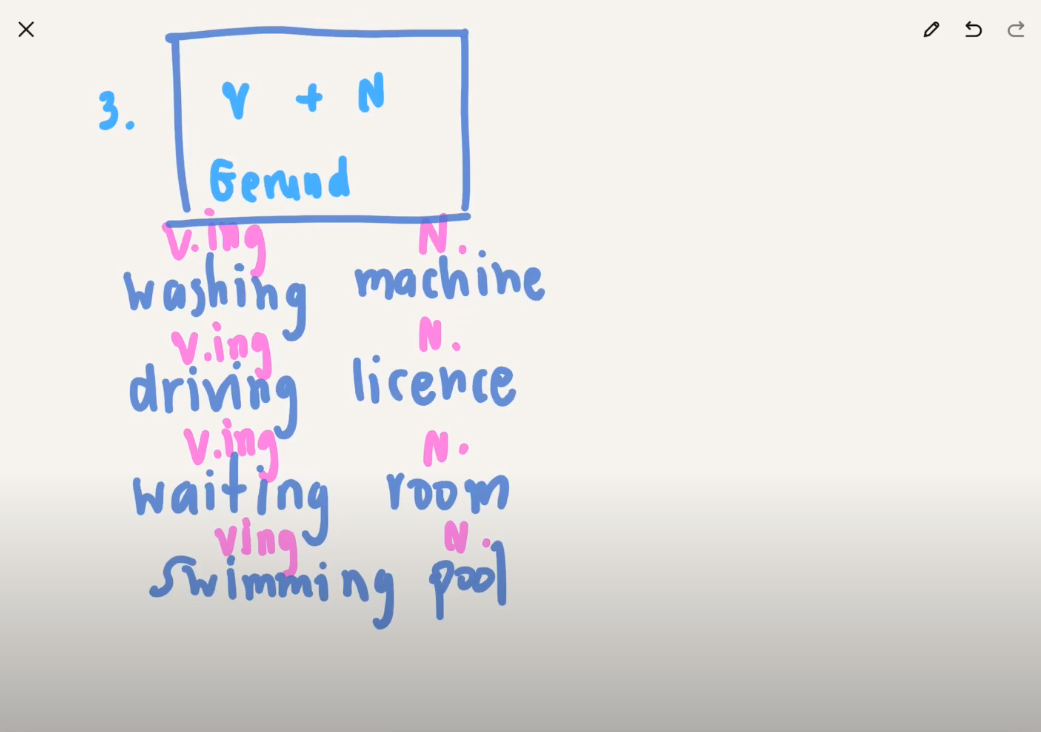 3. V + N
Gerund
v.ing N.
washing machine
v.ing N.
driving licence
v.ing N.
waiting room
ving N.
swimming pool